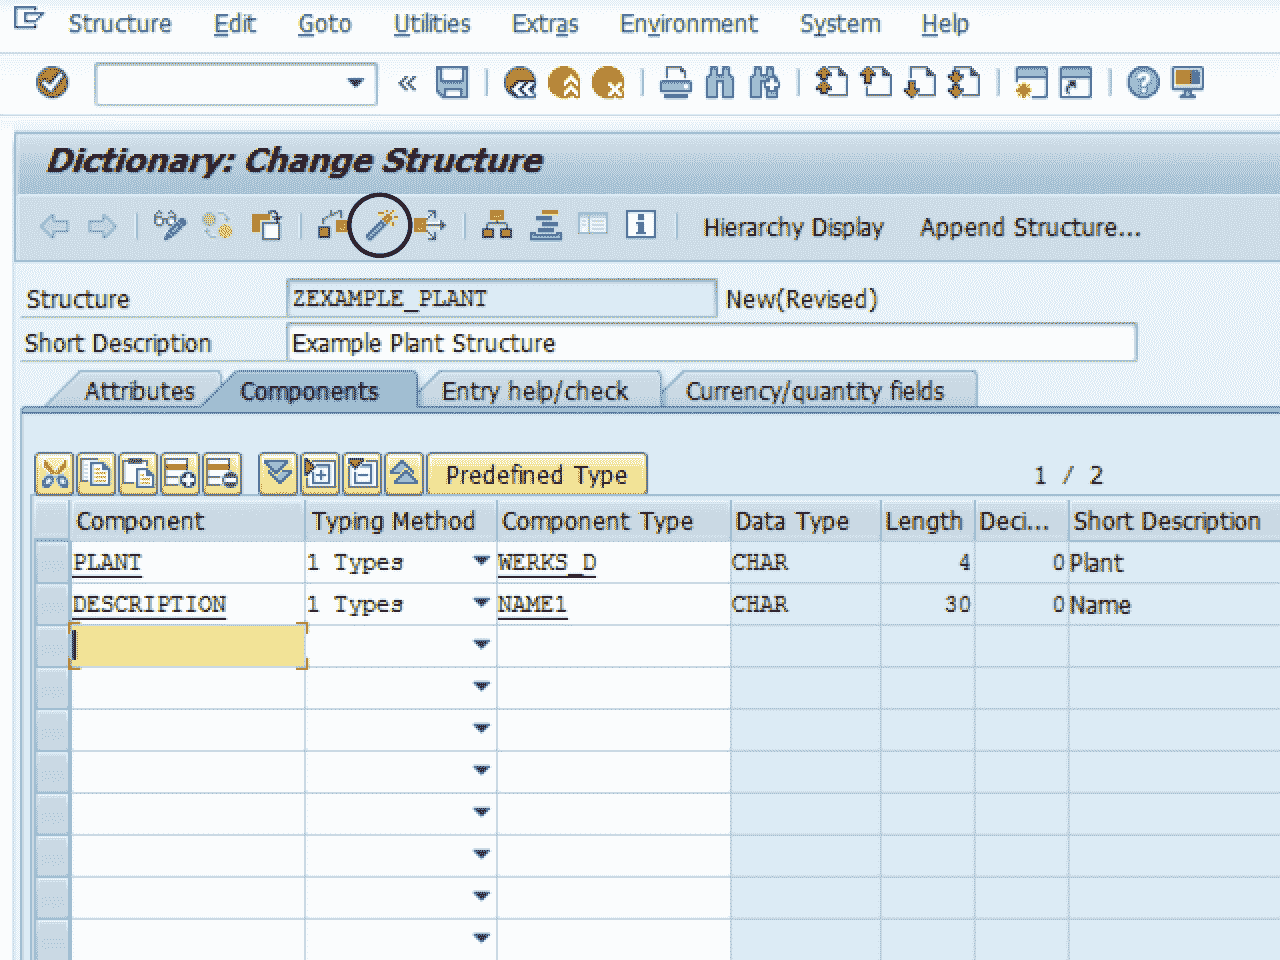 Structure Edit Goto Utilities Extras Environment System Help
Dictionary: Change Structure
Hierarchy Display Append Structure...
Structure ZEXAMPLE_PLANT New(Revised)
Short Description Example Plant Structure
Attributes Components Entry help/check Currency/quantity fields
Predefined Type 1 / 2
Component Typing Method Component Type Data Type Length Deci... Short Description
PLANT 1 Types WERKS_D CHAR 4 0 Plant
DESCRIPTION 1 Types NAME1 CHAR 30 0 Name